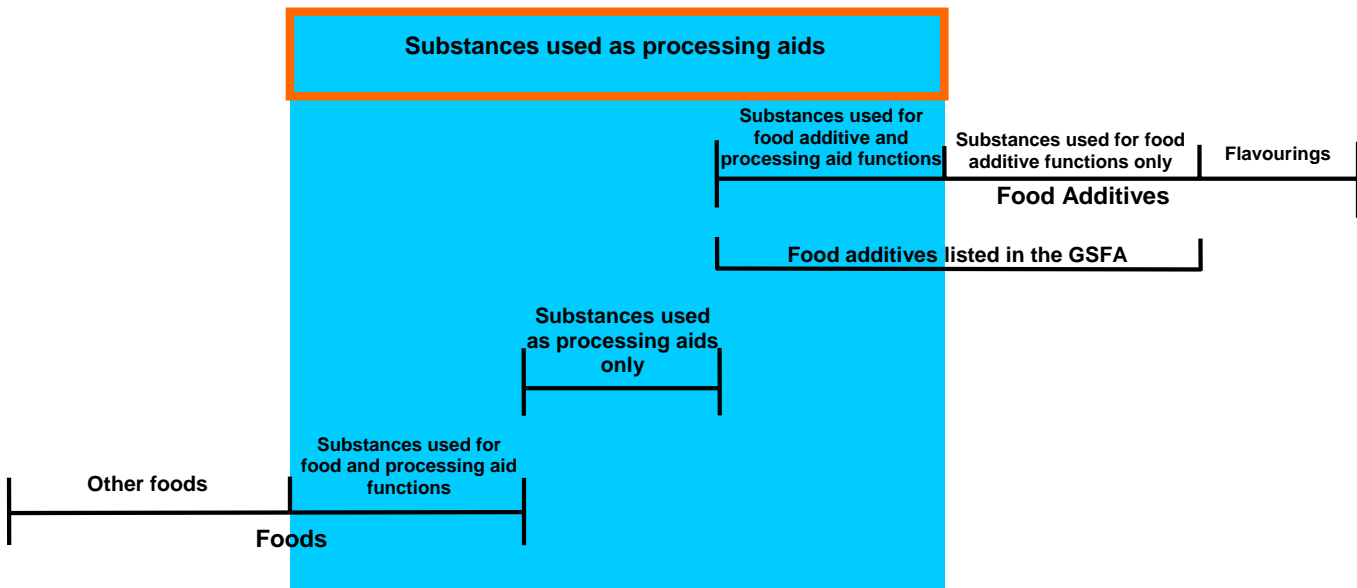 Substances used as processing aids
Substances used for
food additive and
processing aid functions
Substances used for food
additive functions only
Flavourings
Food Additives
Food additives listed in the GSFA
Substances used
as processing aids
only
Substances used for
food and processing aid
functions
Other foods
Foods